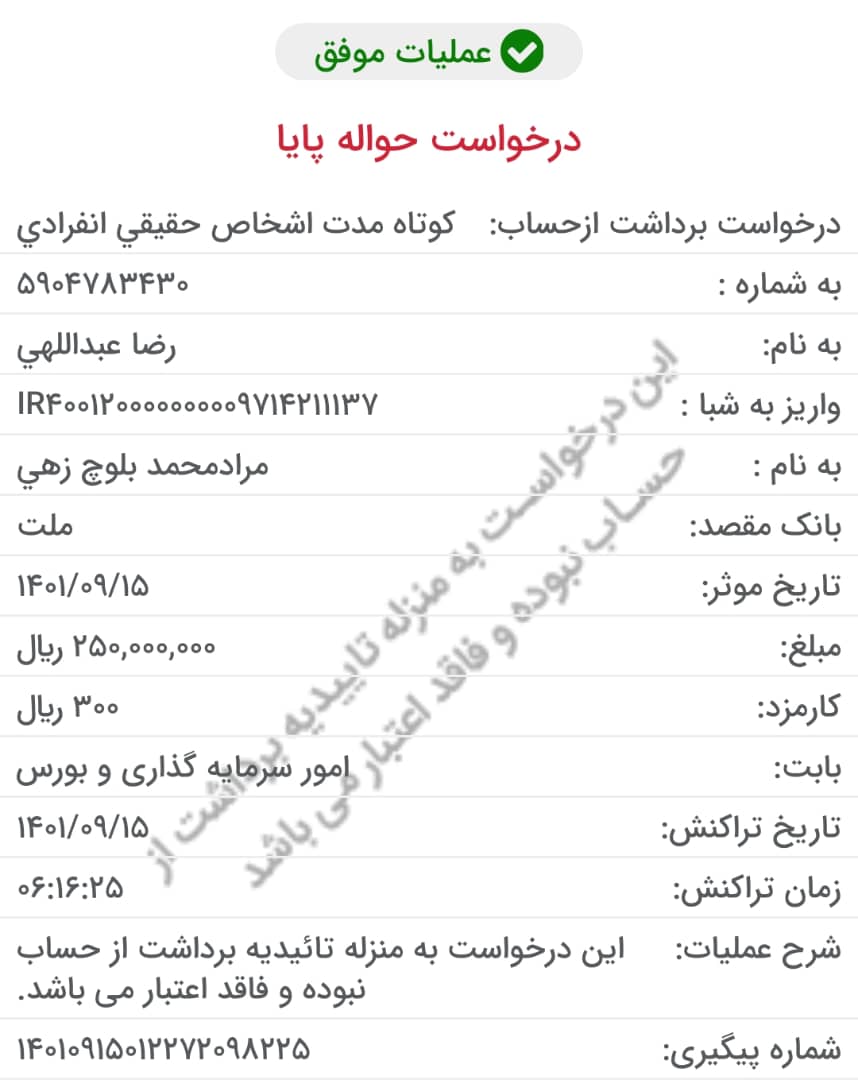 عملیات موفق
درخواست حواله پایا
درخواست برداشت ازحساب: کوتاه مدت اشخاص حقيقي انفرادي
به شماره : ۵۹۰۴۷۸۳۴۳۰
به نام: رضا عبداللهي
واریز به شبا : IR۴۰۰۱۲۰۰۰۰۰۰۰۰۰۰۹۷۱۴۲۱۱۱۳۷
به نام : مرادمحمد بلوچ زهي
بانک مقصد: ملت
تاریخ موثر: ۱۴۰۱/۰۹/۱۵
مبلغ: ۲۵۰,۰۰۰,۰۰۰ ریال
کارمزد: ۳۰۰ ریال
بابت: امور سرمایه گذاری و بورس
تاریخ تراکنش: ۱۴۰۱/۰۹/۱۵
زمان تراکنش: ۰۶:۱۶:۲۵
شرح عملیات: این درخواست به منزله تائیدیه برداشت از حساب
نبوده و فاقد اعتبار می باشد.
شماره پیگیری: ۱۴۰۱۰۹۱۵۰۱۲۲۷۲۰۹۸۲۲۵
این درخواست به منزله تاییدیه برداشت از
حساب نبوده و فاقد اعتبار می باشد